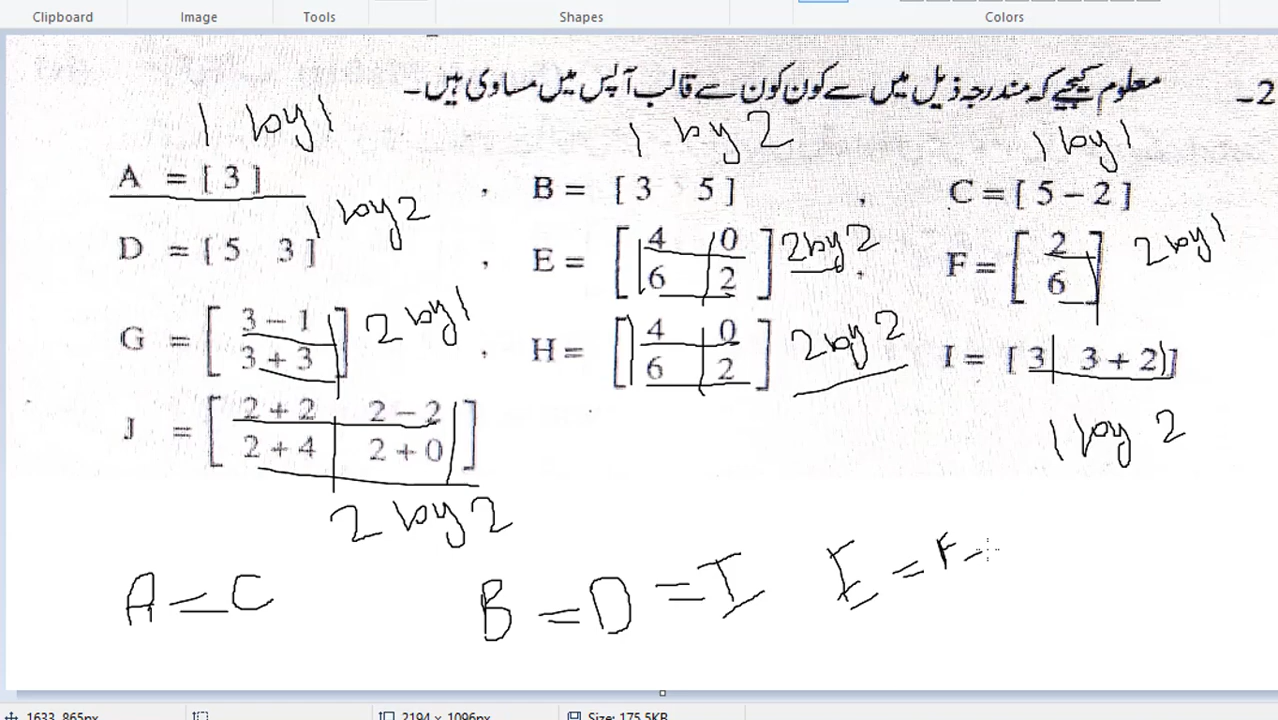 Clipboard Image Tools Shapes Colors
2- معلوم کیجیے کہ مندرجہ ذیل میں سے کون کون سے قالب آپس میں مساوی ہیں۔
1 by 1 1 by 2 1 by 1
A = [ 3 ] , B = [ 3 5 ] , C = [ 5 - 2 ]
1 by 2
D = [ 5 3 ] , E = [ 4 0 2 by 2 , F = [ 2 2 by 1
6 2 ] 6 ]
G = [ 3 - 1 2 by 1 , H = [ 4 0 2 by 2 I = [ 3 3 + 2 ]
3 + 3 ] 6 2 ]
1 by 2
J = [ 2 + 2 2 - 2
2 + 4 2 + 0 ]
2 by 2
A = C B = D = I E = F =
1633, 865px 2194 × 1096px Size: 175.5KB